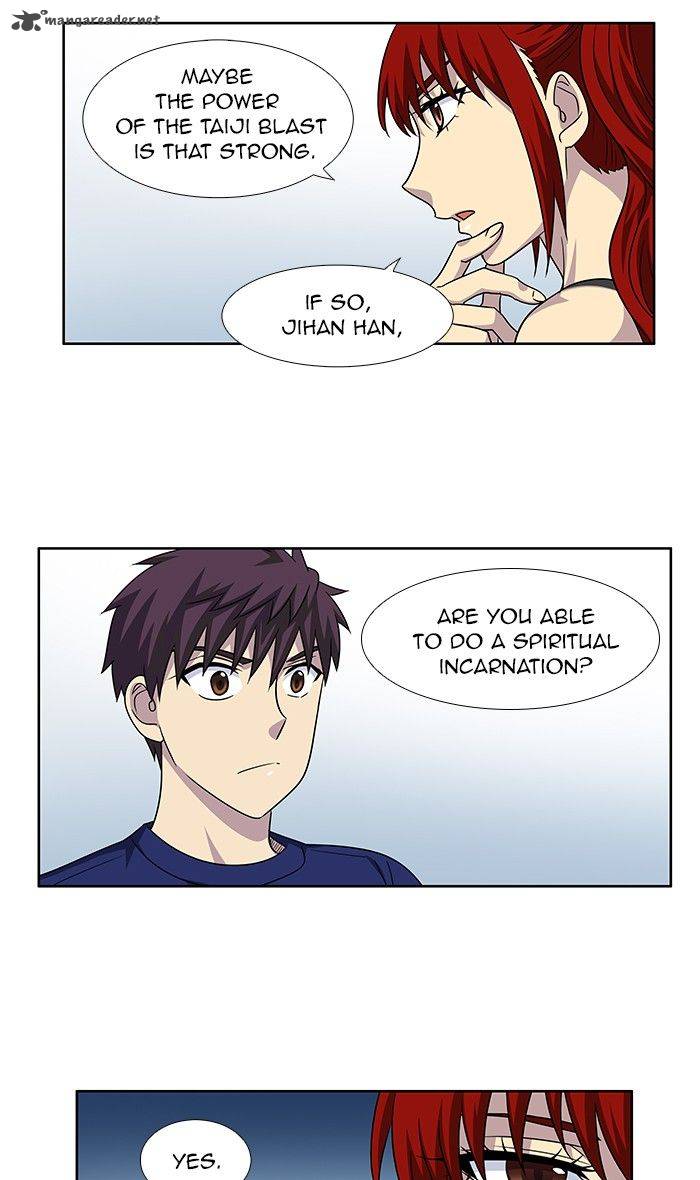 mangareader.net
MAYBE
THE POWER
OF THE TAIJI BLAST
IS THAT STRONG.
IF SO,
JIHAN HAN,
ARE YOU ABLE
TO DO A SPIRITUAL
INCARNATION?
YES.